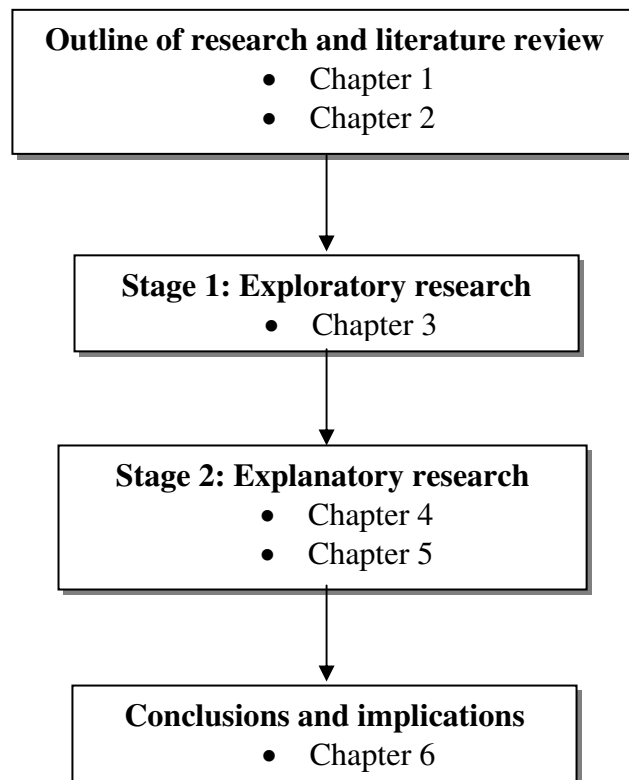 Outline of research and literature review
• Chapter 1
• Chapter 2
Stage 1: Exploratory research
• Chapter 3
Stage 2: Explanatory research
• Chapter 4
• Chapter 5
Conclusions and implications
• Chapter 6